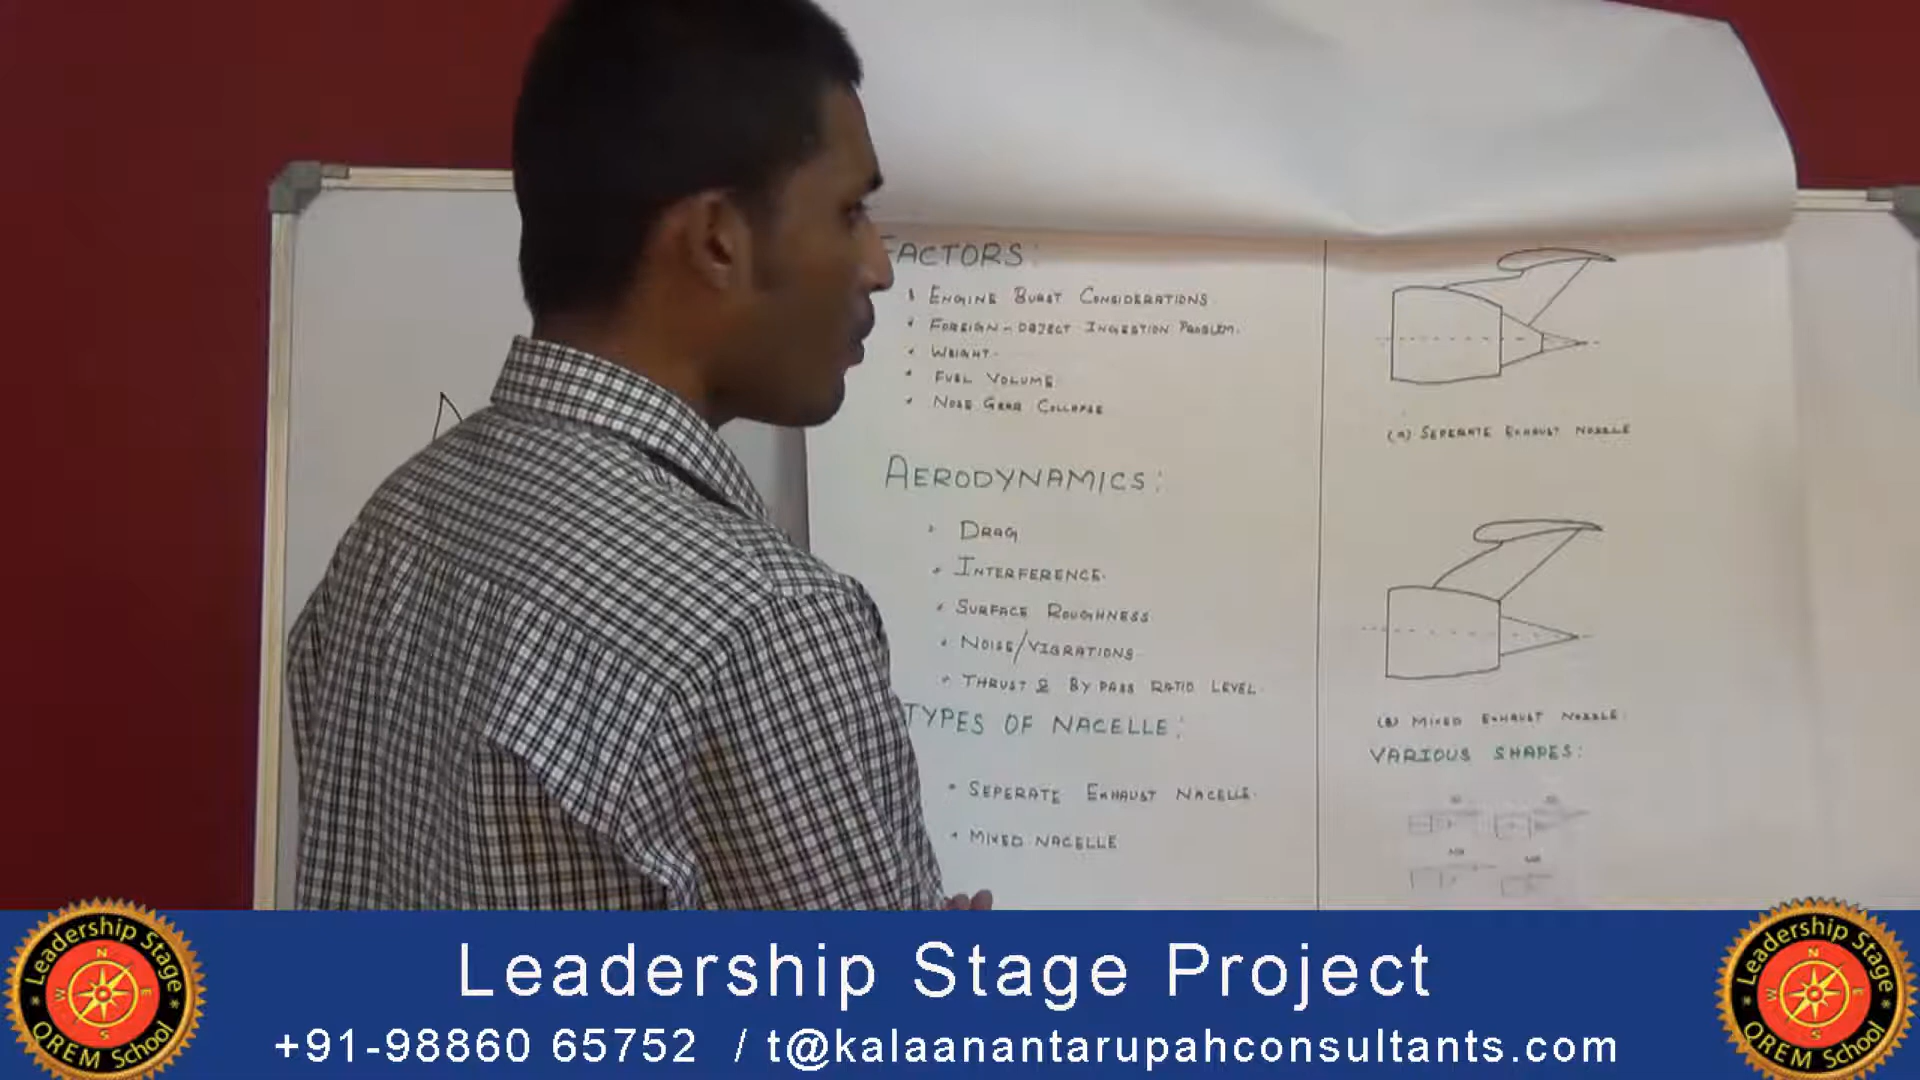 FACTORS:
ENGINE BURST CONSIDERATIONS
FOREIGN-OBJECT INGESTION PROBLEM.
WEIGHT.
FUEL VOLUME
NOSE GEAR COLLAPSE
AERODYNAMICS:
DRAG
INTERFERENCE.
SURFACE ROUGHNESS
NOISE/VIBRATIONS
THRUST & BY PASS RATIO LEVEL.
TYPES OF NACELLE:
SEPERATE EXHAUST NACELLE.
MIXED NACELLE
(A) SEPERATE EXHAUST NOZZLE
(B) MIXED EXHAUST NOZZLE.
VARIOUS SHAPES:
Leadership Stage Project
+91-98860 65752 / t@kalaanantarupahconsultants.com
Leadership Stage
N
W E
S
QREM School
Leadership Stage
N
W E
S
QREM School